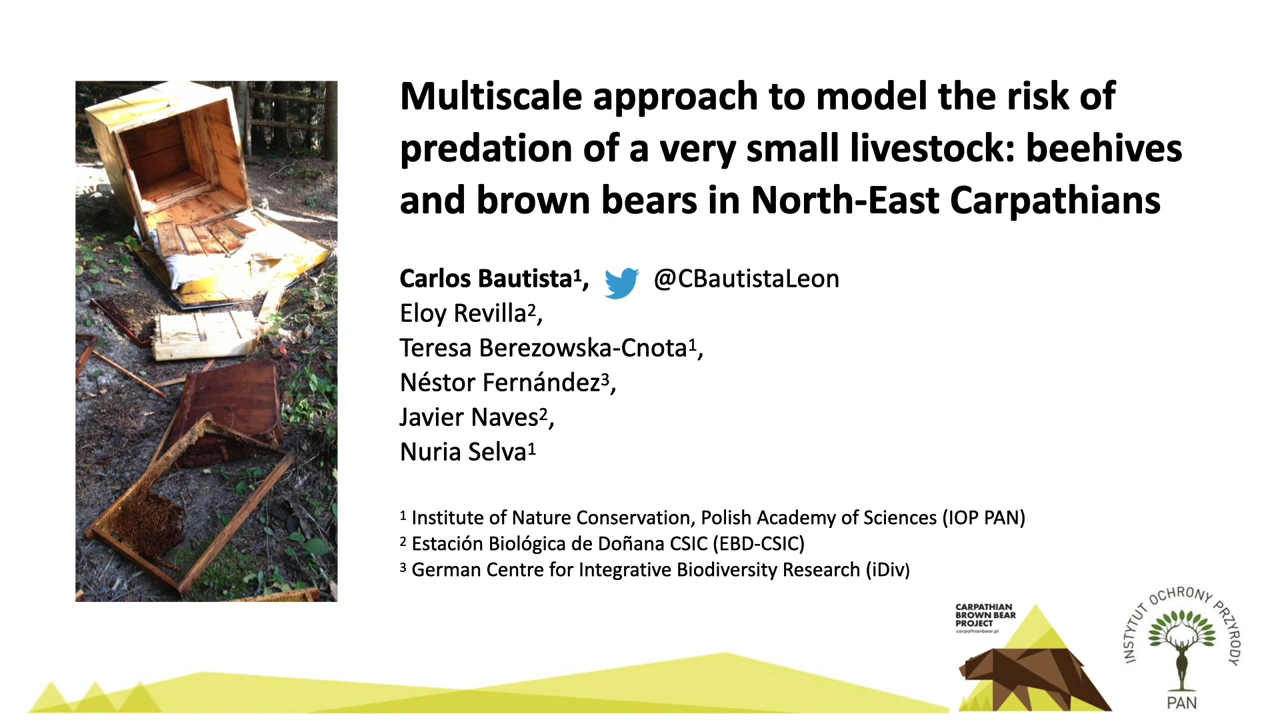 Multiscale approach to model the risk of
predation of a very small livestock: beehives
and brown bears in North-East Carpathians
Carlos Bautista¹, @CBautistaLeon
Eloy Revilla²,
Teresa Berezowska-Cnota¹,
Néstor Fernández³,
Javier Naves²,
Nuria Selva¹
¹ Institute of Nature Conservation, Polish Academy of Sciences (IOP PAN)
² Estación Biológica de Doñana CSIC (EBD-CSIC)
³ German Centre for Integrative Biodiversity Research (iDiv)
CARPATHIAN
BROWN BEAR
PROJECT
carpathianbear.pl
INSTYTUT OCHRONY PRZYRODY
PAN